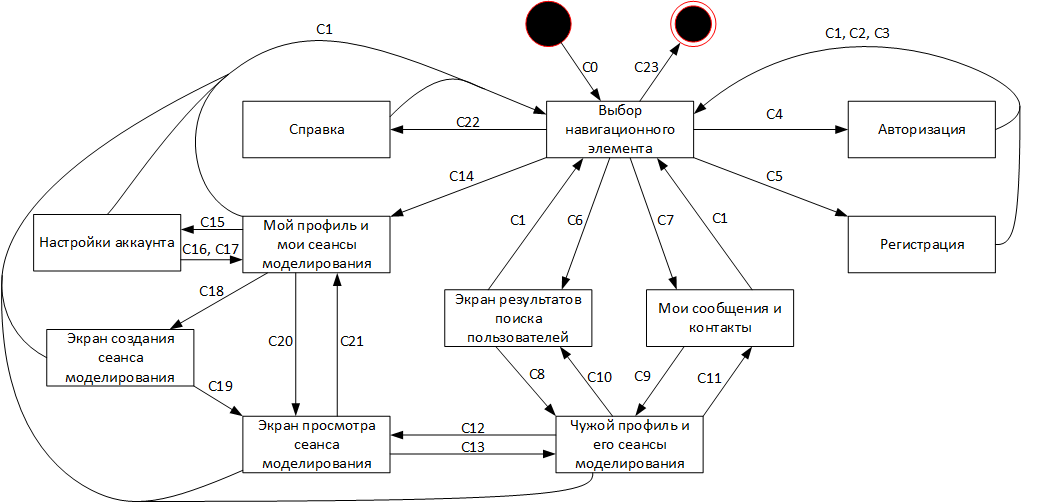 C1
C1, C2, C3
C0
C23
Справка
C22
Выбор
навигационного
элемента
C4
Авторизация
C14
C5
Настройки аккаунта
C15
C16, C17
Мой профиль и
мои сеансы
моделирования
C1
C6
C7
C1
Регистрация
C18
Экран результатов
поиска
пользователей
Мои сообщения и
контакты
Экран создания
сеанса
моделирования
C20
C21
C19
C8
C10
C9
C11
Экран просмотра
сеанса
моделирования
C12
C13
Чужой профиль и
его сеансы
моделирования